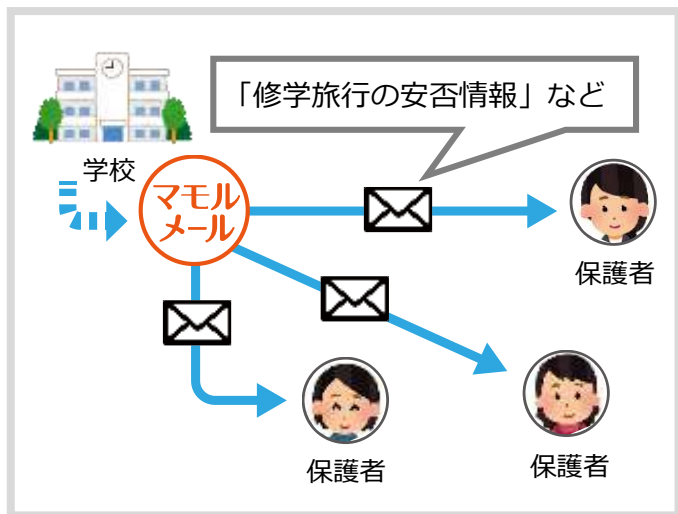 「修学旅行の安否情報」など
学校
マモル
メール
保護者
保護者
保護者